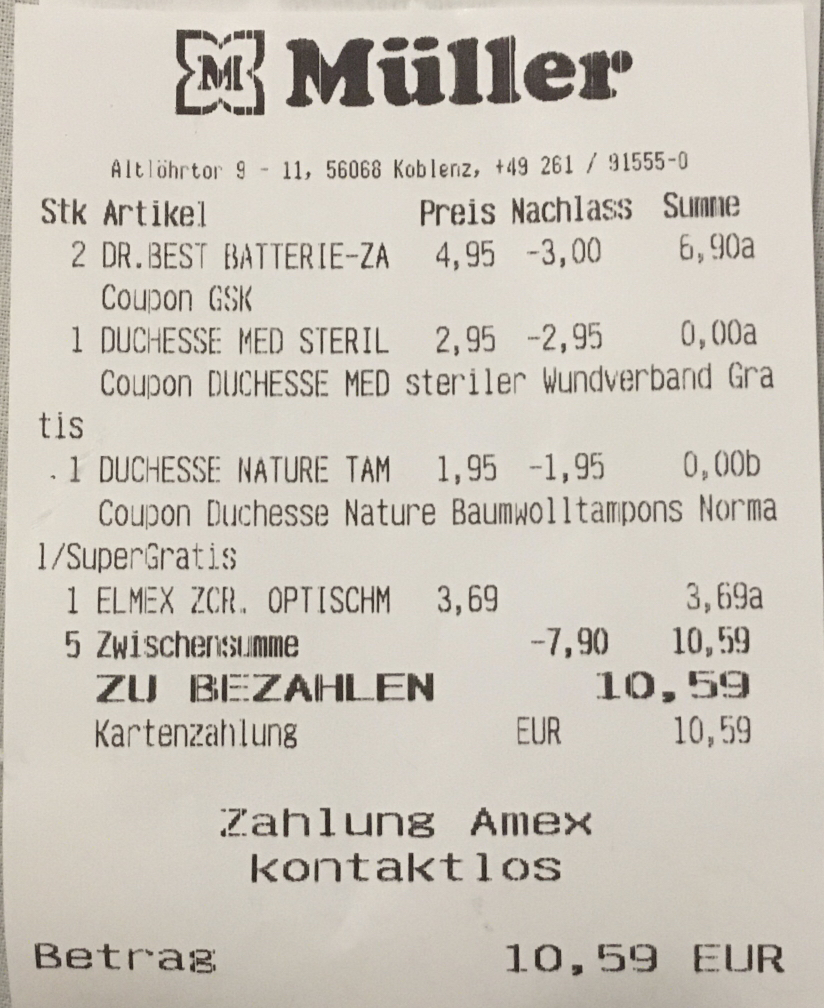 M Müller
Altlöhrtor 9 - 11, 56068 Koblenz, +49 261 / 91555-0
Stk Artikel Preis Nachlass Summe
2 DR.BEST BATTERIE-ZA 4,95 -3,00 6,90a
Coupon GSK
1 DUCHESSE MED STERIL 2,95 -2,95 0,00a
Coupon DUCHESSE MED steriler Wundverband Gra
tis
1 DUCHESSE NATURE TAM 1,95 -1,95 0,00b
Coupon Duchesse Nature Baumwolltampons Norma
l/SuperGratis
1 ELMEX ZCR. OPTISCHM 3,69 3,69a
5 Zwischensumme -7,90 10,59
ZU BEZAHLEN 10,59
Kartenzahlung EUR 10,59
Zahlung Amex
kontaktlos
Betrag 10,59 EUR